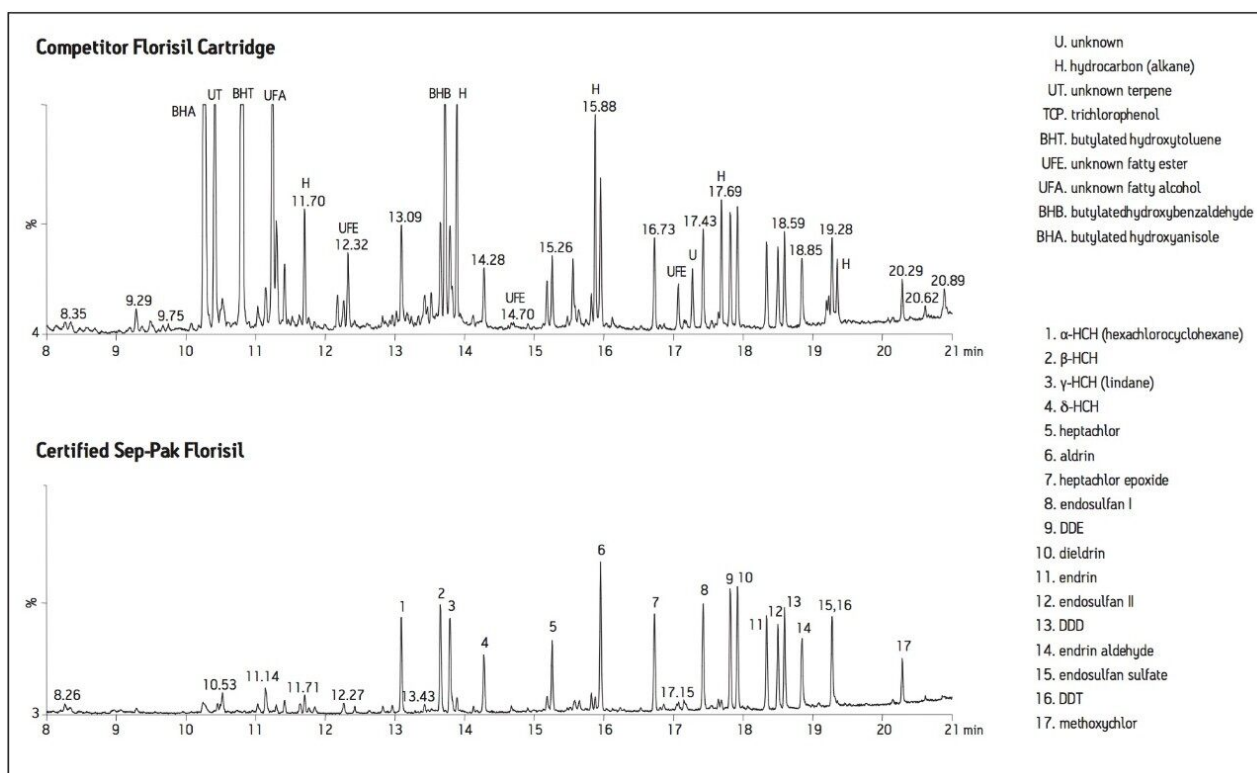 Competitor Florisil Cartridge
BHA
UT
BHT
UFA
H
11.70
UFE
12.32
13.09
BHB
H
14.28
UFE
14.70
15.26
H
15.88
16.73
UFE
U
17.43
H
17.69
18.59
18.85
19.28
H
20.29
20.62
20.89
8.35
9.29
9.75
%
4
8 9 10 11 12 13 14 15 16 17 18 19 20 21 min
U. unknown
H. hydrocarbon (alkane)
UT. unknown terpene
TCP. trichlorophenol
BHT. butylated hydroxytoluene
UFE. unknown fatty ester
UFA. unknown fatty alcohol
BHB. butylatedhydroxybenzaldehyde
BHA. butylated hydroxyanisole
Certified Sep-Pak Florisil
8.26
10.53
11.14
11.71
12.27
1
13.43
2
3
4
5
6
7
17.15
8
9
10
11
12
13
14
15,16
17
%
3
8 9 10 11 12 13 14 15 16 17 18 19 20 21 min
1. α-HCH (hexachlorocyclohexane)
2. β-HCH
3. γ-HCH (lindane)
4. δ-HCH
5. heptachlor
6. aldrin
7. heptachlor epoxide
8. endosulfan I
9. DDE
10. dieldrin
11. endrin
12. endosulfan II
13. DDD
14. endrin aldehyde
15. endosulfan sulfate
16. DDT
17. methoxychlor